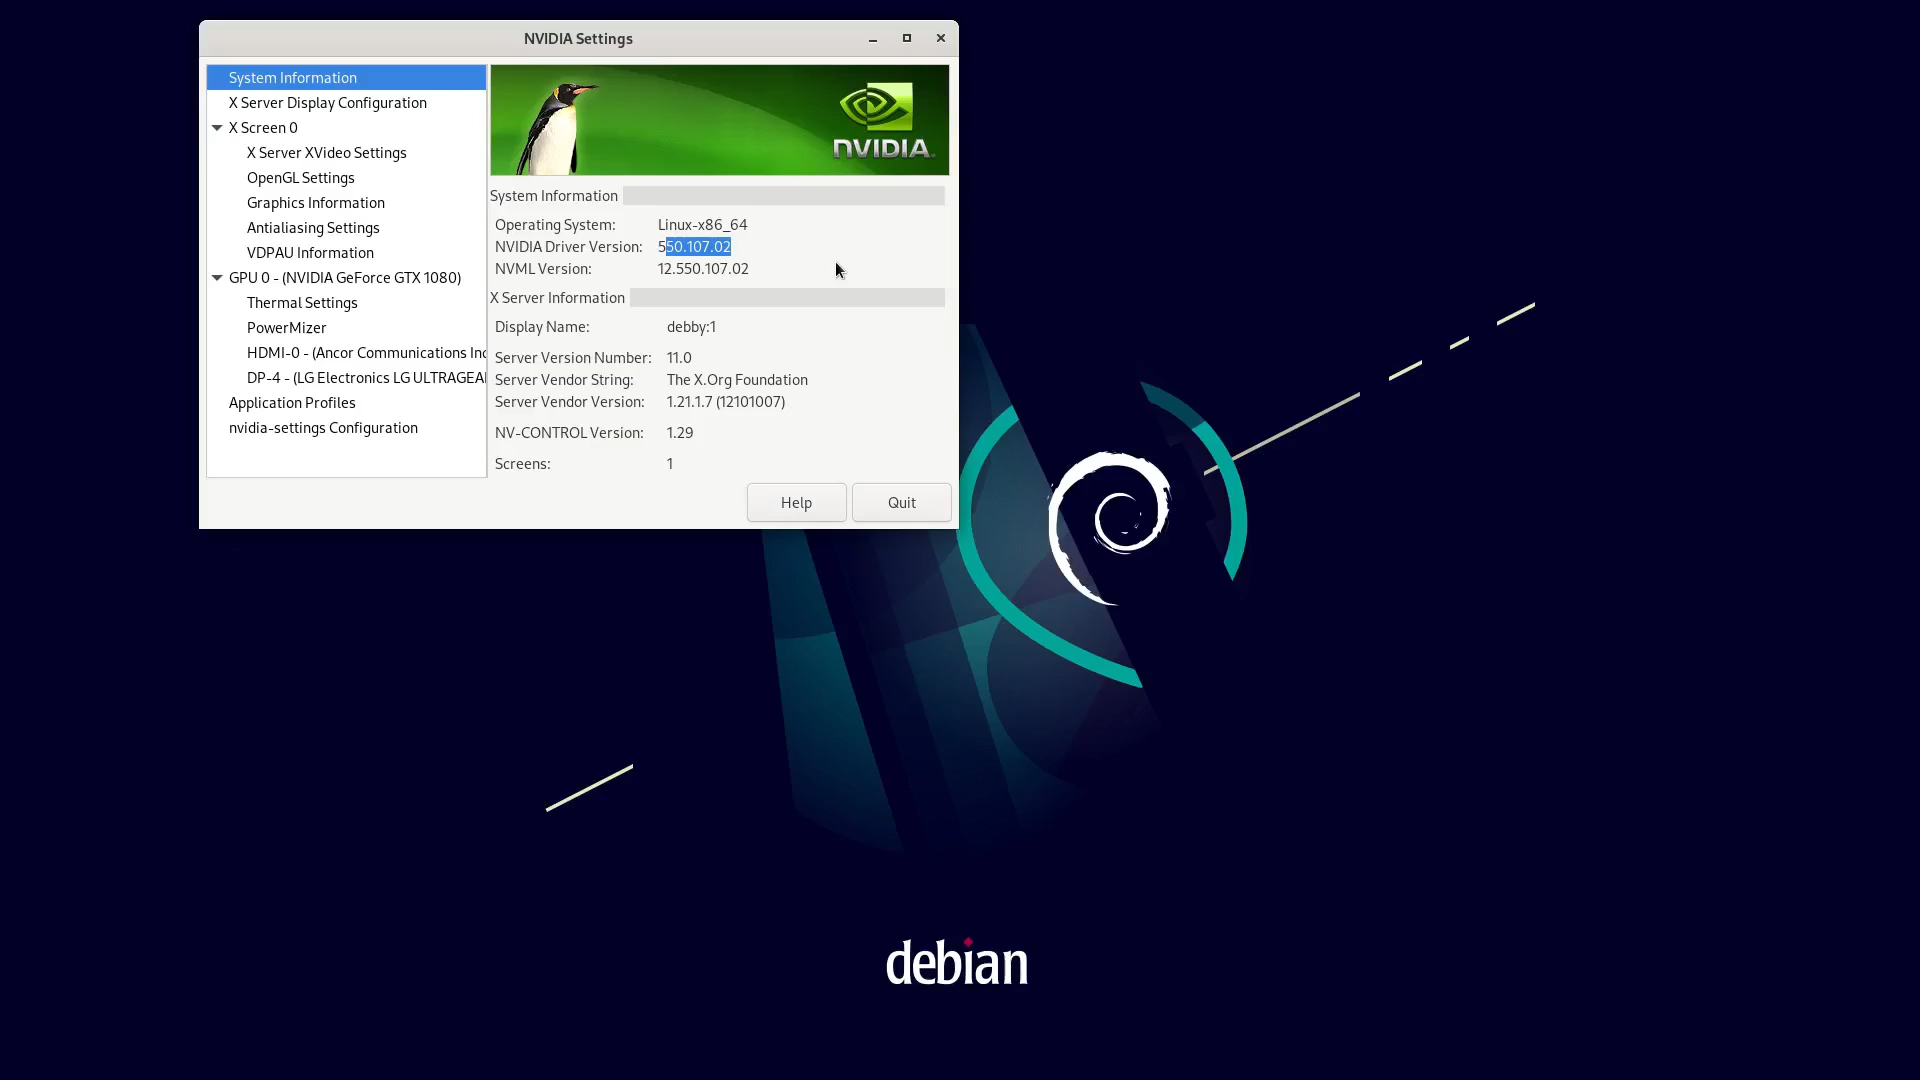 NVIDIA Settings
System Information
X Server Display Configuration
X Screen 0
X Server XVideo Settings
OpenGL Settings
Graphics Information
Antialiasing Settings
VDPAU Information
GPU 0 - (NVIDIA GeForce GTX 1080)
Thermal Settings
PowerMizer
HDMI-0 - (Ancor Communications Inc
DP-4 - (LG Electronics LG ULTRAGEA
Application Profiles
nvidia-settings Configuration
NVIDIA.
System Information
Operating System: Linux-x86_64
NVIDIA Driver Version: 550.107.02
NVML Version: 12.550.107.02
X Server Information
Display Name: debby:1
Server Version Number: 11.0
Server Vendor String: The X.Org Foundation
Server Vendor Version: 1.21.1.7 (12101007)
NV-CONTROL Version: 1.29
Screens: 1
Help Quit
debian